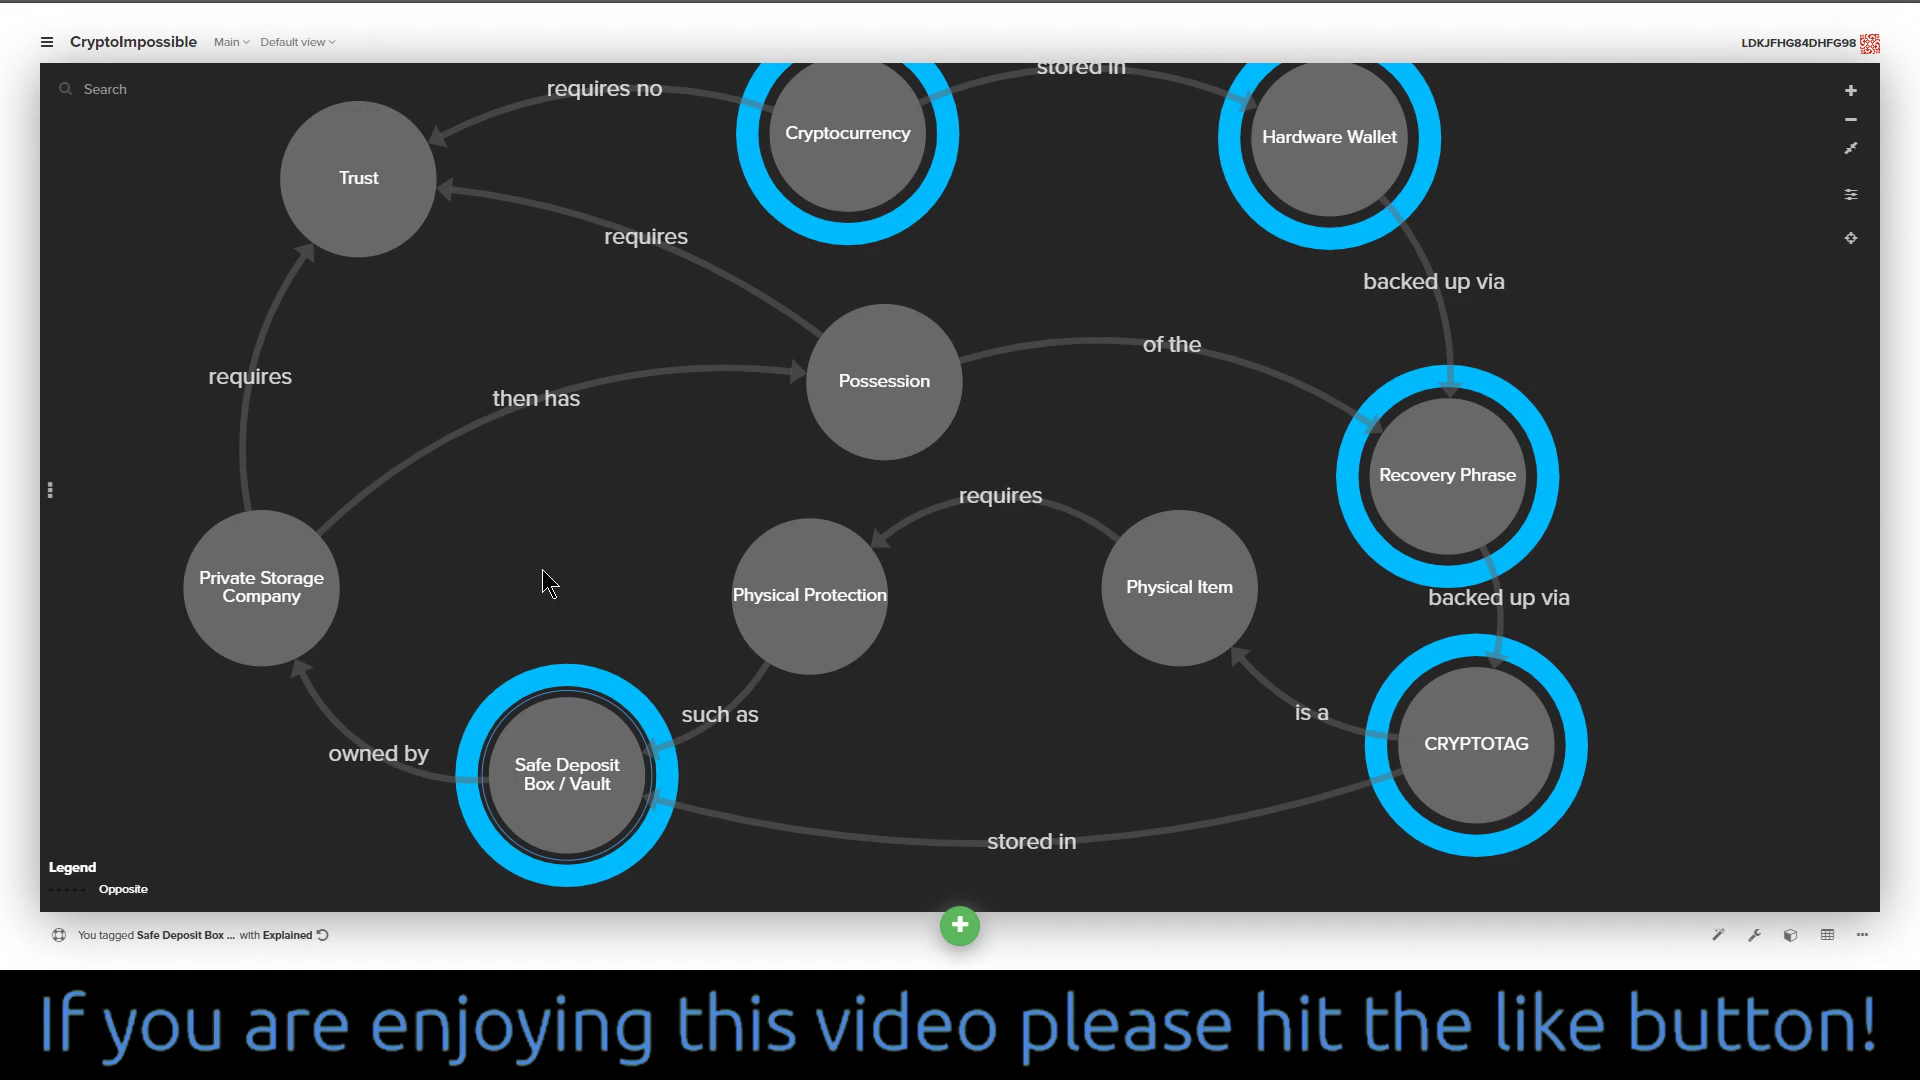 CryptoImpossible Main Default view
LDKJFHG84DHFG98
Search
stored in
requires no
Cryptocurrency
Hardware Wallet
Trust
requires
backed up via
of the
requires
then has
Possession
Recovery Phrase
requires
Private Storage
Company
Physical Protection
Physical Item
backed up via
such as
is a
owned by
Safe Deposit
Box / Vault
CRYPTOTAG
stored in
Legend
Opposite
You tagged Safe Deposit Box ... with Explained
If you are enjoying this video please hit the like button!